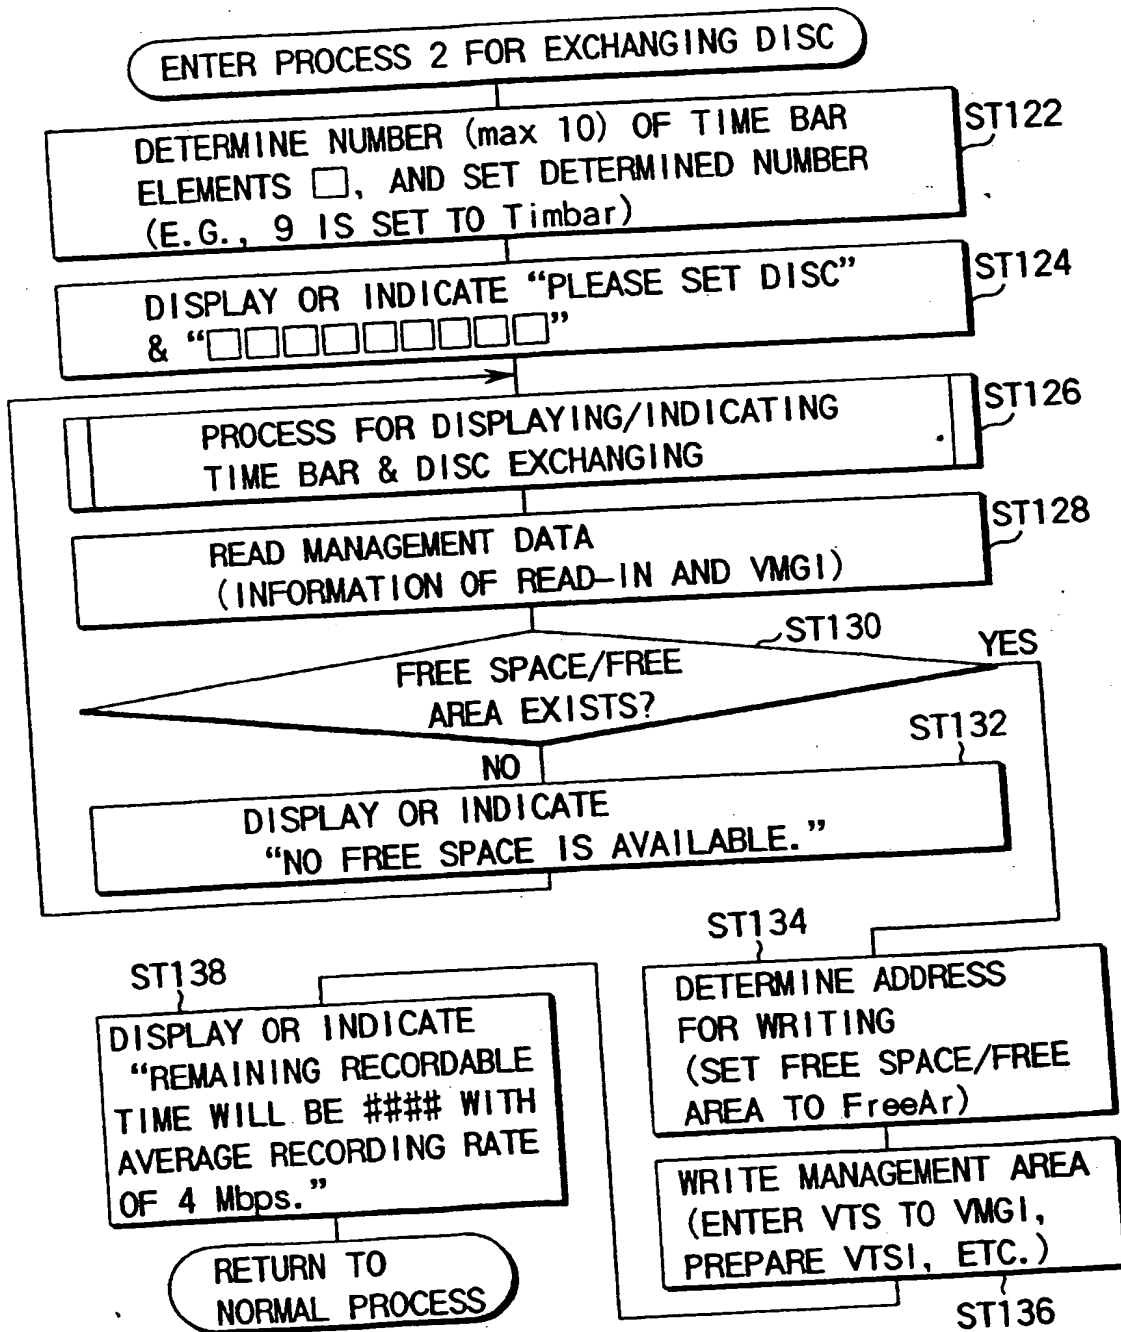 ENTER PROCESS 2 FOR EXCHANGING DISC
DETERMINE NUMBER (max 10) OF TIME BAR
ELEMENTS □, AND SET DETERMINED NUMBER
(E.G., 9 IS SET TO Timbar)
ST122
DISPLAY OR INDICATE “PLEASE SET DISC”
& “□□□□□□□□□”
ST124
PROCESS FOR DISPLAYING/INDICATING
TIME BAR & DISC EXCHANGING
ST126
READ MANAGEMENT DATA
(INFORMATION OF READ-IN AND VMGI)
ST128
FREE SPACE/FREE
AREA EXISTS?
ST130
YES
NO
ST132
DISPLAY OR INDICATE
“NO FREE SPACE IS AVAILABLE.”
ST134
DETERMINE ADDRESS
FOR WRITING
(SET FREE SPACE/FREE
AREA TO FreeAr)
WRITE MANAGEMENT AREA
(ENTER VTS TO VMGI,
PREPARE VTSI, ETC.)
ST136
ST138
DISPLAY OR INDICATE
“REMAINING RECORDABLE
TIME WILL BE #### WITH
AVERAGE RECORDING RATE
OF 4 Mbps.”
RETURN TO
NORMAL PROCESS